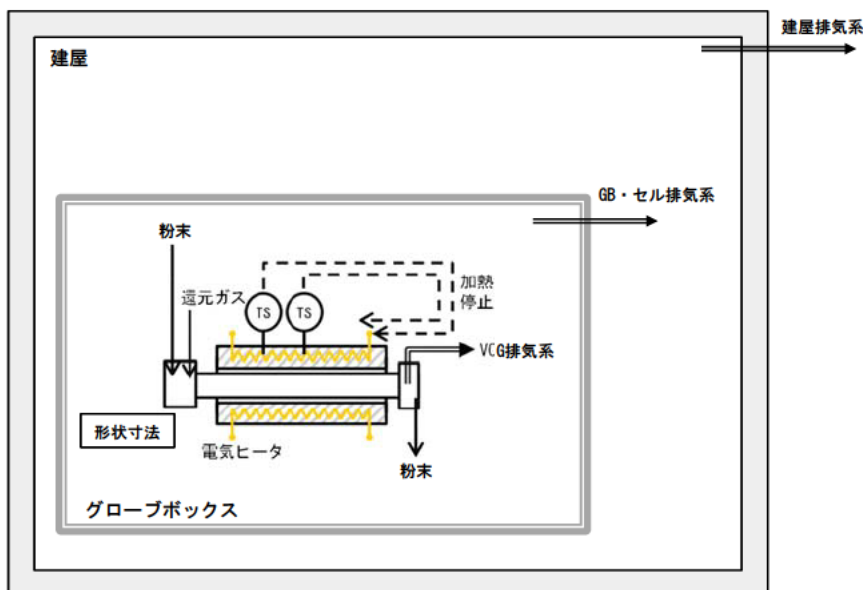 建屋排気系
建屋
GB・セル排気系
粉末
還元ガス
TS
TS
加熱
停止
VCG排気系
形状寸法
電気ヒータ
粉末
グローブボックス